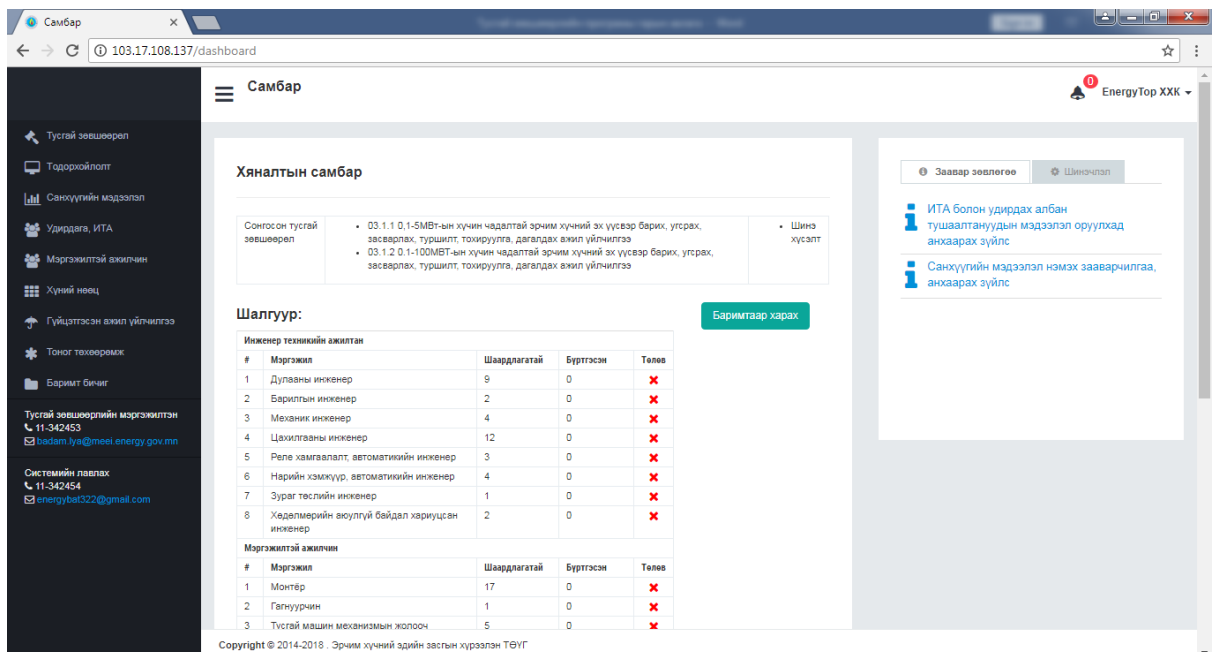 Самбар
103.17.108.137/dashboard
Самбар
0
EnergyTop ХХК
Тусгай зөвшөөрөл
Тодорхойлолт
Санхүүгийн мэдээлэл
Удирдага, ИТА
Мэргэжилтэй ажилчин
Хүний нөөц
Гүйцэтгэсэн ажил үйлчилгээ
Тоног төхөөрөмж
Баримт бичиг
Тусгай зөвшөөрлийн мэргэжилтэн
11-342453
badam.lya@meei.energy.gov.mn
Системийн лавлах
11-342454
energybat322@gmail.com
Хяналтын самбар
Сонгосон тусгай зөвшөөрөл
• 03.1.1 0,1-5МВт-ын хүчин чадалтай эрчим хүчний эх үүсвэр барих, угсрах,
засварлах, туршилт, тохируулга, дагалдах ажил үйлчилгээ
• 03.1.2 0.1-100МВТ-ын хүчин чадалтай эрчим хүчний эх үүсвэр барих, угсрах,
засварлах, туршилт, тохируулга, дагалдах ажил үйлчилгээ
• Шинэ хүсэлт
Шалгуур:
Баримтаар харах
Инженер техникийн ажилтан
# Мэргэжил Шаардлагатай Бүртгэсэн Төлөв
1 Дулааны инженер 9 0
2 Барилгын инженер 2 0
3 Механик инженер 4 0
4 Цахилгааны инженер 12 0
5 Реле хамгаалалт, автоматикийн инженер 3 0
6 Нарийн хэмжүүр, автоматикийн инженер 4 0
7 Зураг төслийн инженер 1 0
8 Хөдөлмөрийн аюулгүй байдал хариуцсан 2 0
инженер
Мэргэжилтэй ажилчин
# Мэргэжил Шаардлагатай Бүртгэсэн Төлөв
1 Монтёр 17 0
2 Гагнуурчин 1 0
3 Тусгай машин механизмын жолооч 5 0
Заавар зөвлөгөө
Шинэчлэл
ИТА болон удирдах албан
тушаалтануудын мэдээлэл оруулхад
анхаарах зүйлс
Санхүүгийн мэдээлэл нэмэх зааварчилгаа,
анхаарах зүйлс
Copyright © 2014-2018 . Эрчим хүчний эдийн засгын хүрээлэн ТӨҮГ